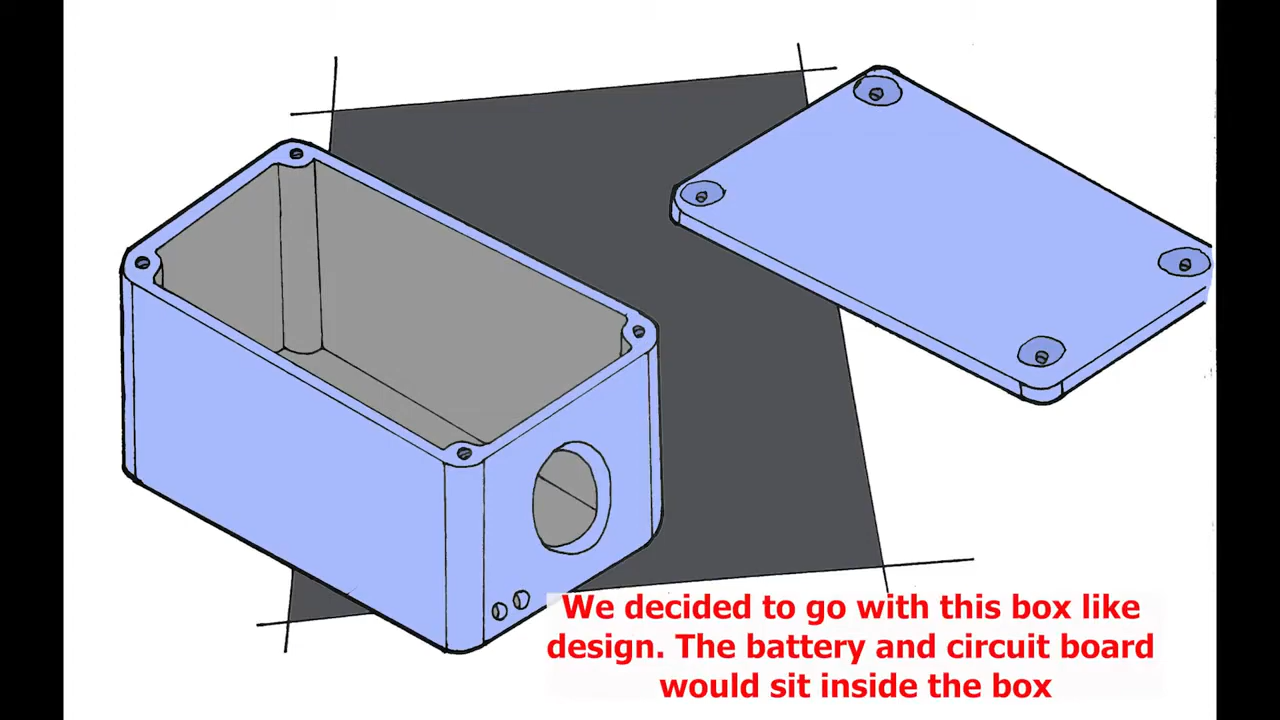 We decided to go with this box like
design. The battery and circuit board
would sit inside the box